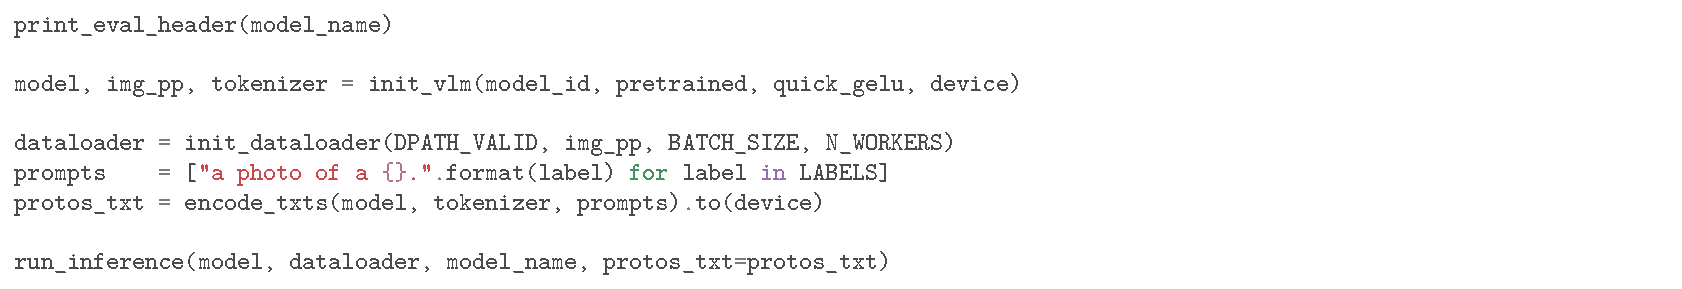 print_eval_header(model_name)

model, img_pp, tokenizer = init_vlm(model_id, pretrained, quick_gelu, device)

dataloader = init_dataloader(DPATH_VALID, img_pp, BATCH_SIZE, N_WORKERS)
prompts    = ["a photo of a {}.".format(label) for label in LABELS]
protos_txt = encode_txts(model, tokenizer, prompts).to(device)

run_inference(model, dataloader, model_name, protos_txt=protos_txt)